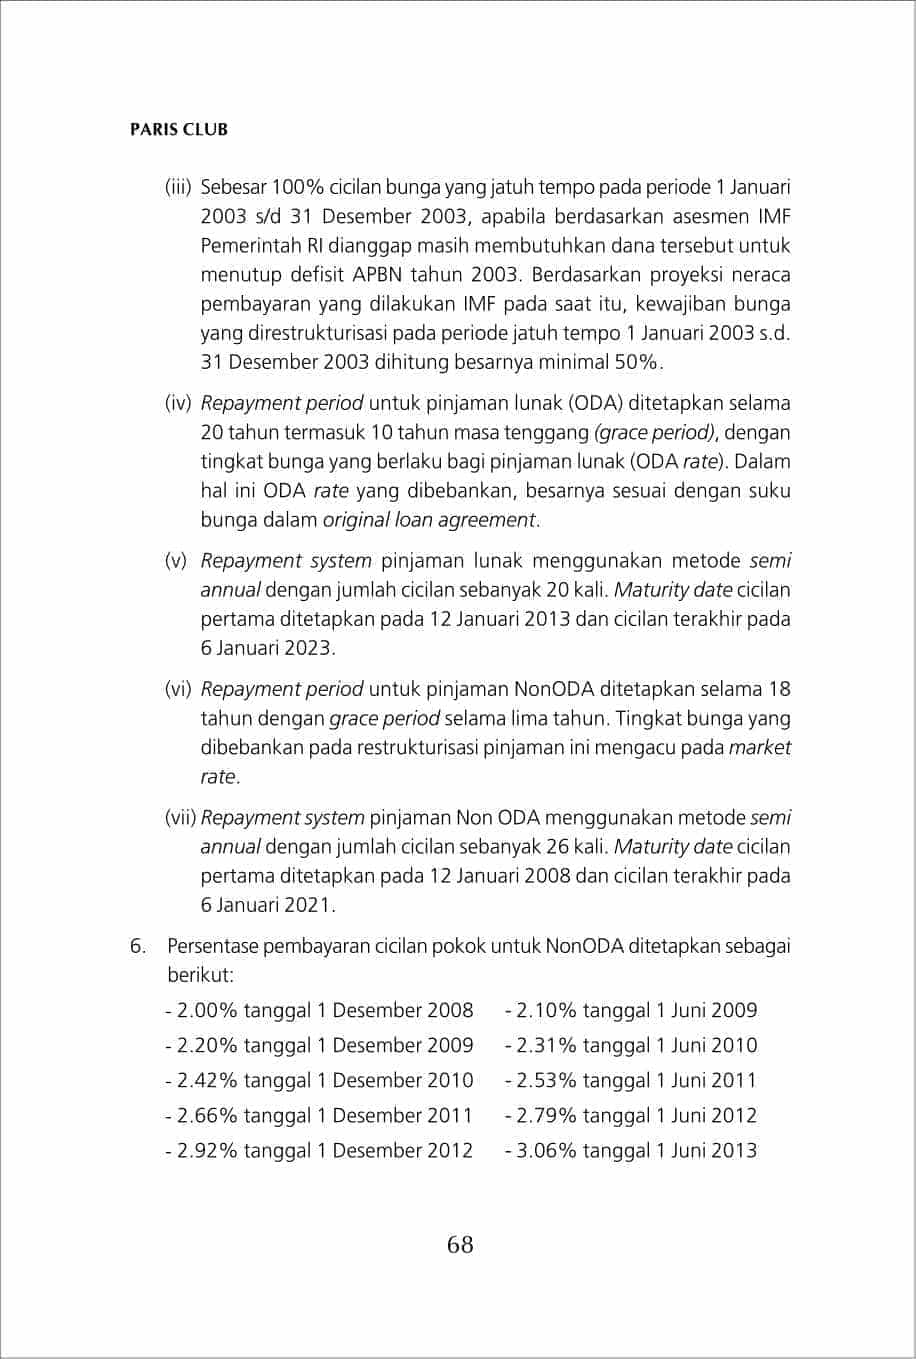 PARIS CLUB
(iii) Sebesar 100% cicilan bunga yang jatuh tempo pada periode 1 Januari
2003 s/d 31 Desember 2003, apabila berdasarkan asesmen IMF
Pemerintah RI dianggap masih membutuhkan dana tersebut untuk
menutup defisit APBN tahun 2003. Berdasarkan proyeksi neraca
pembayaran yang dilakukan IMF pada saat itu, kewajiban bunga
yang direstrukturisasi pada periode jatuh tempo 1 Januari 2003 s.d.
31 Desember 2003 dihitung besarnya minimal 50%.
(iv) Repayment period untuk pinjaman lunak (ODA) ditetapkan selama
20 tahun termasuk 10 tahun masa tenggang (grace period), dengan
tingkat bunga yang berlaku bagi pinjaman lunak (ODA rate). Dalam
hal ini ODA rate yang dibebankan, besarnya sesuai dengan suku
bunga dalam original loan agreement.
(v) Repayment system pinjaman lunak menggunakan metode semi
annual dengan jumlah cicilan sebanyak 20 kali. Maturity date cicilan
pertama ditetapkan pada 12 Januari 2013 dan cicilan terakhir pada
6 Januari 2023.
(vi) Repayment period untuk pinjaman NonODA ditetapkan selama 18
tahun dengan grace period selama lima tahun. Tingkat bunga yang
dibebankan pada restrukturisasi pinjaman ini mengacu pada market
rate.
(vii) Repayment system pinjaman Non ODA menggunakan metode semi
annual dengan jumlah cicilan sebanyak 26 kali. Maturity date cicilan
pertama ditetapkan pada 12 Januari 2008 dan cicilan terakhir pada
6 Januari 2021.
6. Persentase pembayaran cicilan pokok untuk NonODA ditetapkan sebagai
berikut:
- 2.00% tanggal 1 Desember 2008 - 2.10% tanggal 1 Juni 2009
- 2.20% tanggal 1 Desember 2009 - 2.31% tanggal 1 Juni 2010
- 2.42% tanggal 1 Desember 2010 - 2.53% tanggal 1 Juni 2011
- 2.66% tanggal 1 Desember 2011 - 2.79% tanggal 1 Juni 2012
- 2.92% tanggal 1 Desember 2012 - 3.06% tanggal 1 Juni 2013
68